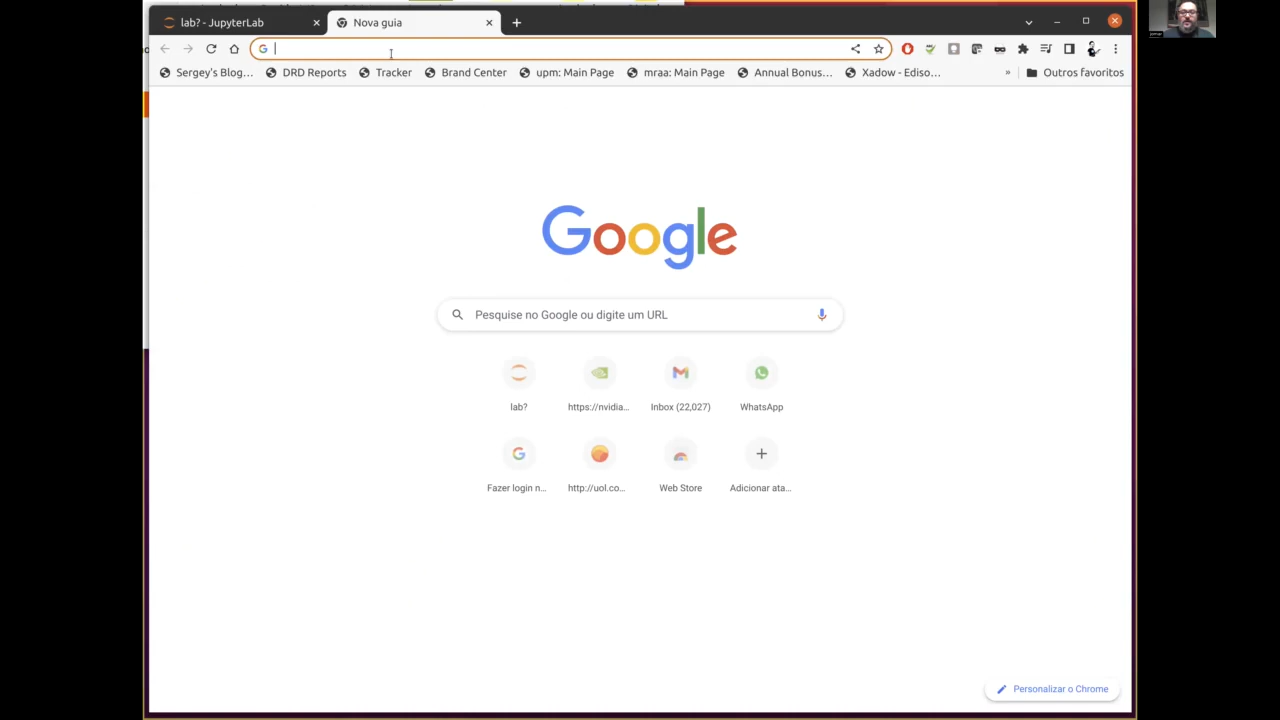 lab? - JupyterLab
Nova guia
Sergey's Blog...
DRD Reports
Tracker
Brand Center
upm: Main Page
mraa: Main Page
Annual Bonus...
Xadow - Ediso...
»
Outros favoritos
Google
Pesquise no Google ou digite um URL
lab?
https://nvidia...
Inbox (22,027)
WhatsApp
Fazer login n...
http://uol.co...
Web Store
Adicionar ata...
Personalizar o Chrome